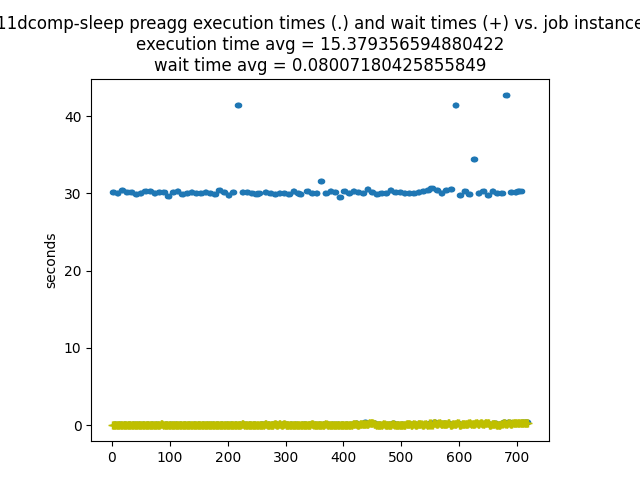 11dcomp-sleep preagg execution times (.) and wait times (+) vs. job instance
execution time avg = 15.379356594880422
wait time avg = 0.08007180425855849
40
30
20
10
0
seconds
0 100 200 300 400 500 600 700